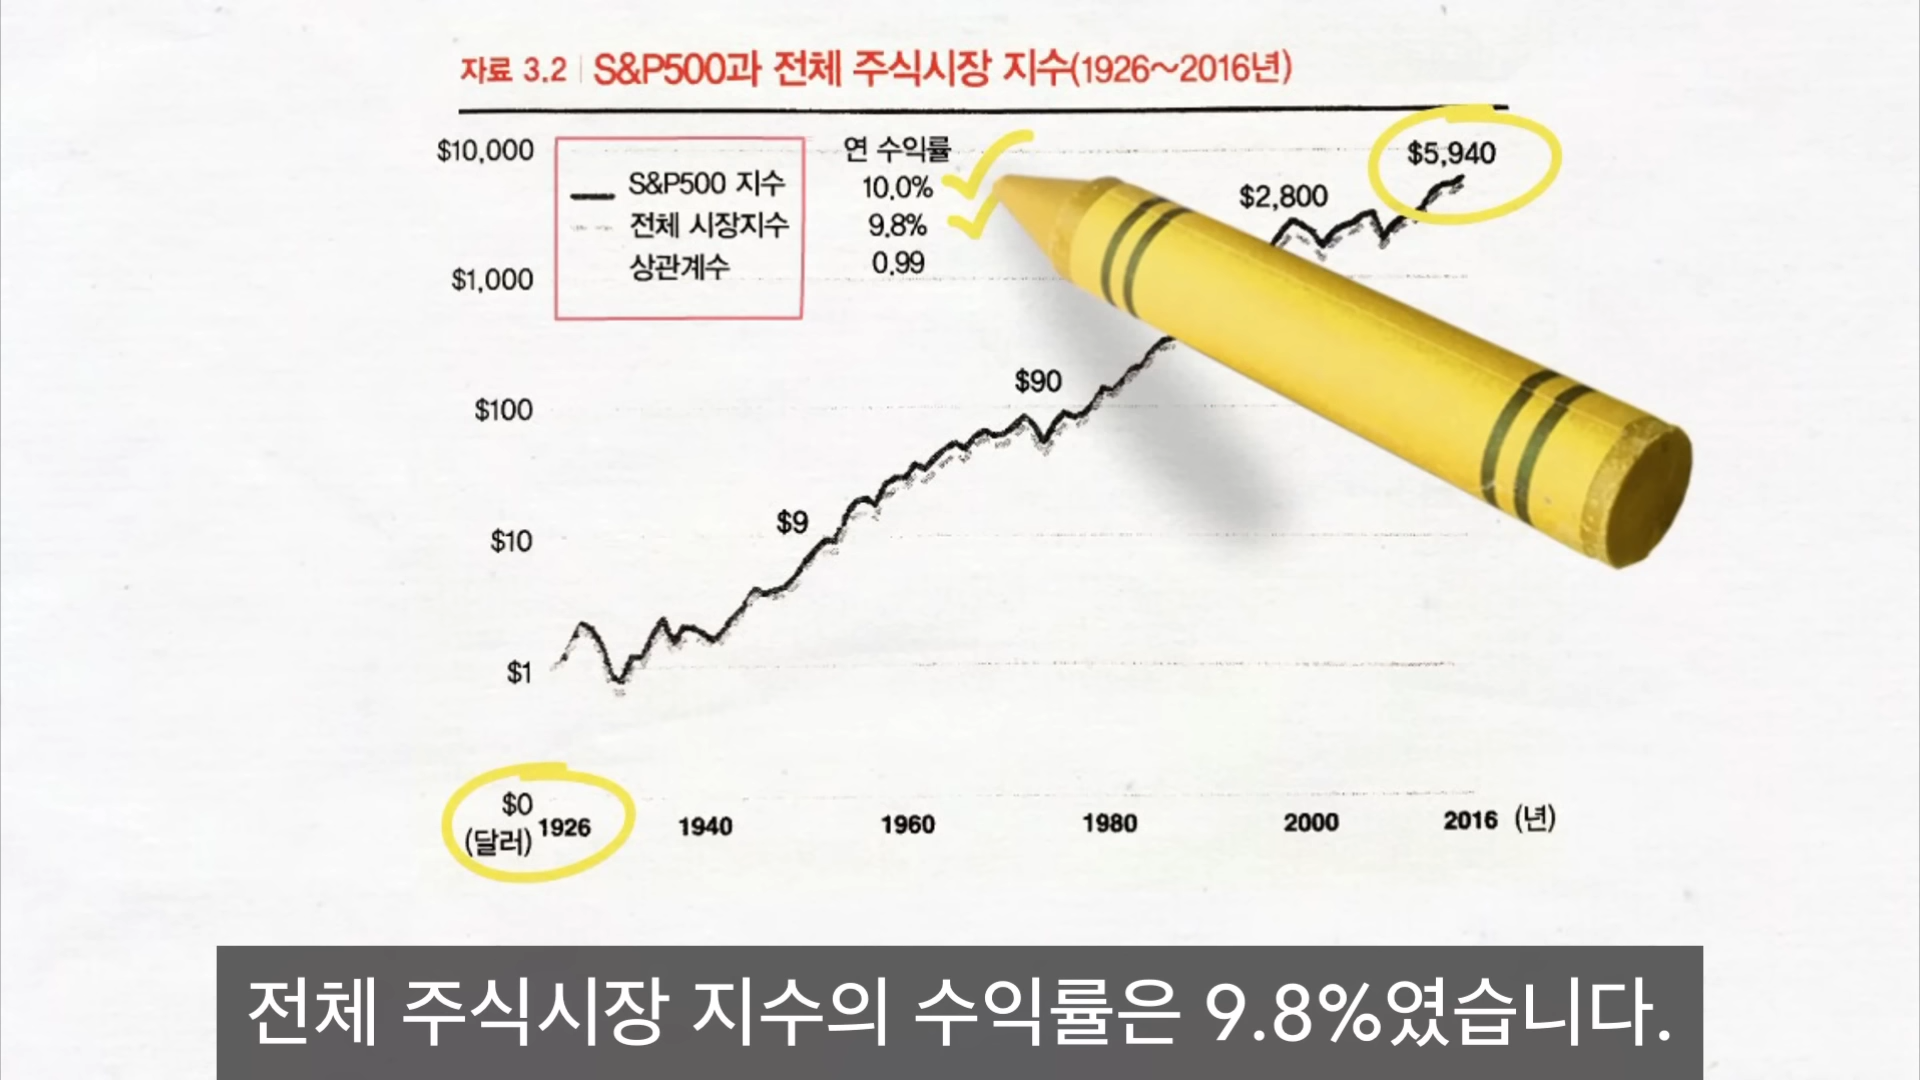 자료 3.2 | S&P500과 전체 주식시장 지수(1926~2016년)
$10,000
연 수익률
$5,940
S&P500 지수 10.0%
$2,800
전체 시장지수 9.8%
상관계수 0.99
$1,000
$90
$100
$9
$10
$1
$0
(달러)
1926 1940 1960 1980 2000 2016 (년)
전체 주식시장 지수의 수익률은 9.8%였습니다.